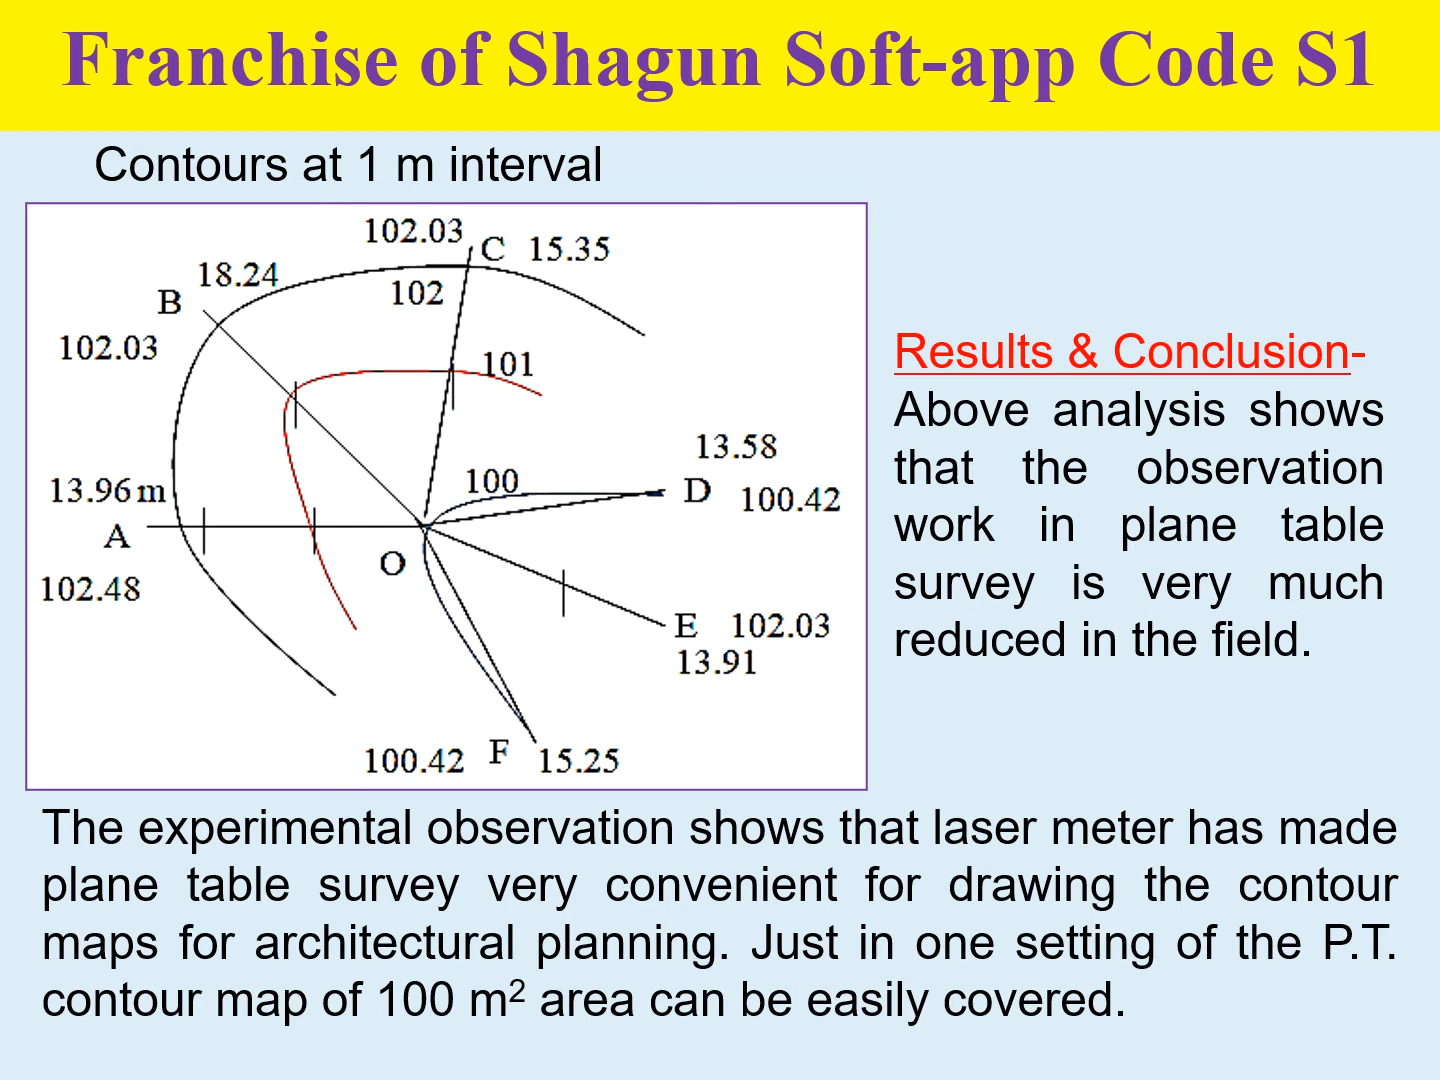 Franchise of Shagun Soft-app Code S1
Contours at 1 m interval
102.03
C 15.35
18.24
B
102
102.03
101
13.58
13.96 m
100
D 100.42
A
O
102.48
E 102.03
13.91
100.42 F 15.25
Results & Conclusion-
Above analysis shows
that the observation
work in plane table
survey is very much
reduced in the field.
The experimental observation shows that laser meter has made
plane table survey very convenient for drawing the contour
maps for architectural planning. Just in one setting of the P.T.
contour map of 100 m² area can be easily covered.